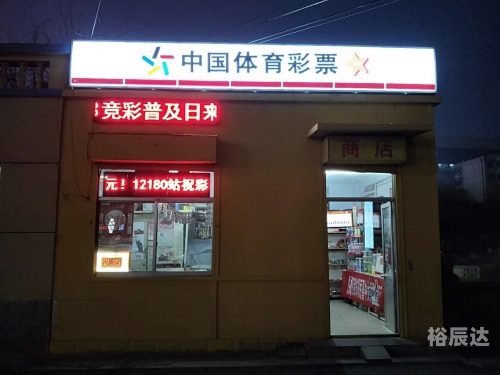 中国体育彩票
竞彩普及日来
商店
元！12180站祝彩
裕辰达